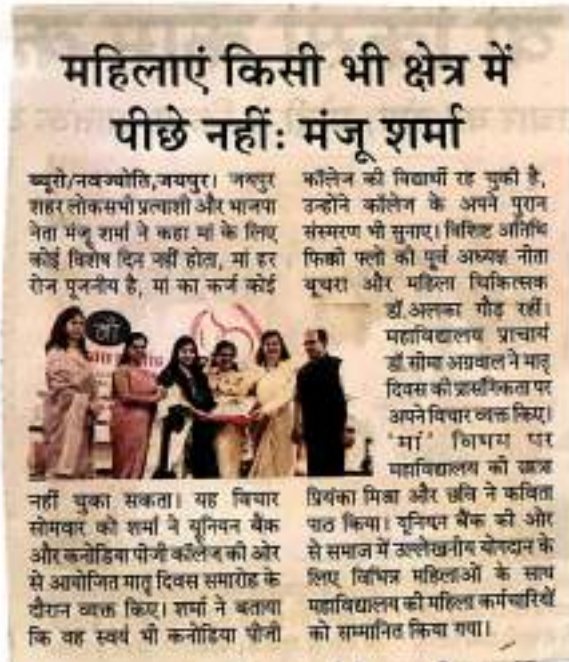 महिलाएं किसी भी क्षेत्र में
पीछे नहीं: मंजू शर्मा
ब्यूरो/नवज्योति,जयपुर। जयपुर
शहर लोकसभी प्रत्याशी और भाजपा
नेता मंजू शर्मा ने कहा मां के लिए
कोई विशेष दिन नहीं होता, मां हर
रोज पूजनीय है, मां का कर्ज कोई
नहीं चुका सकता। यह विचार
सोमवार को शर्मा ने यूनियन बैंक
और कनोडिया पीजी कॉलेज की ओर
से आयोजित मातृ दिवस समारोह के
दौरान व्यक्त किए। शर्मा ने बताया
कि वह स्वयं भी कनोडिया पीजी
कॉलेज की विद्यार्थी रह चुकी है,
उन्होंने कॉलेज के अपने पुराने
संस्मरण भी सुनाए। विशिष्ट अतिथि
फिक्की फ्लो की पूर्व अध्यक्ष नीता
बूचरा और महिला चिकित्सक
डॉ.अलका गौड़ रहीं।
महाविद्यालय प्राचार्य
डॉ.सीमा अग्रवाल ने मातृ
दिवस की प्रासंगिकता पर
अपने विचार व्यक्त किए।
'मां' विषय पर
महाविद्यालय की छात्रा
प्रियंका मिश्रा और छवि ने कविता
पाठ किया। यूनियन बैंक की ओर
से समाज में उल्लेखनीय योगदान के
लिए विभिन्न महिलाओं के साथ
महाविद्यालय की महिला कर्मचारियों
को सम्मानित किया गया।